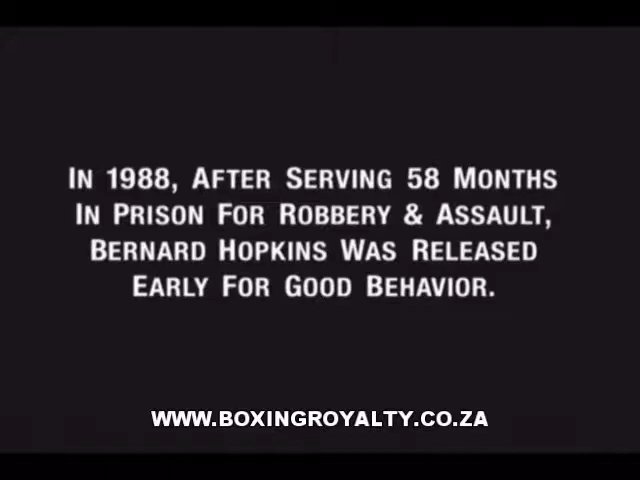 IN 1988, AFTER SERVING 58 MONTHS
IN PRISON FOR ROBBERY & ASSAULT,
BERNARD HOPKINS WAS RELEASED
EARLY FOR GOOD BEHAVIOR.
WWW.BOXINGROYALTY.CO.ZA